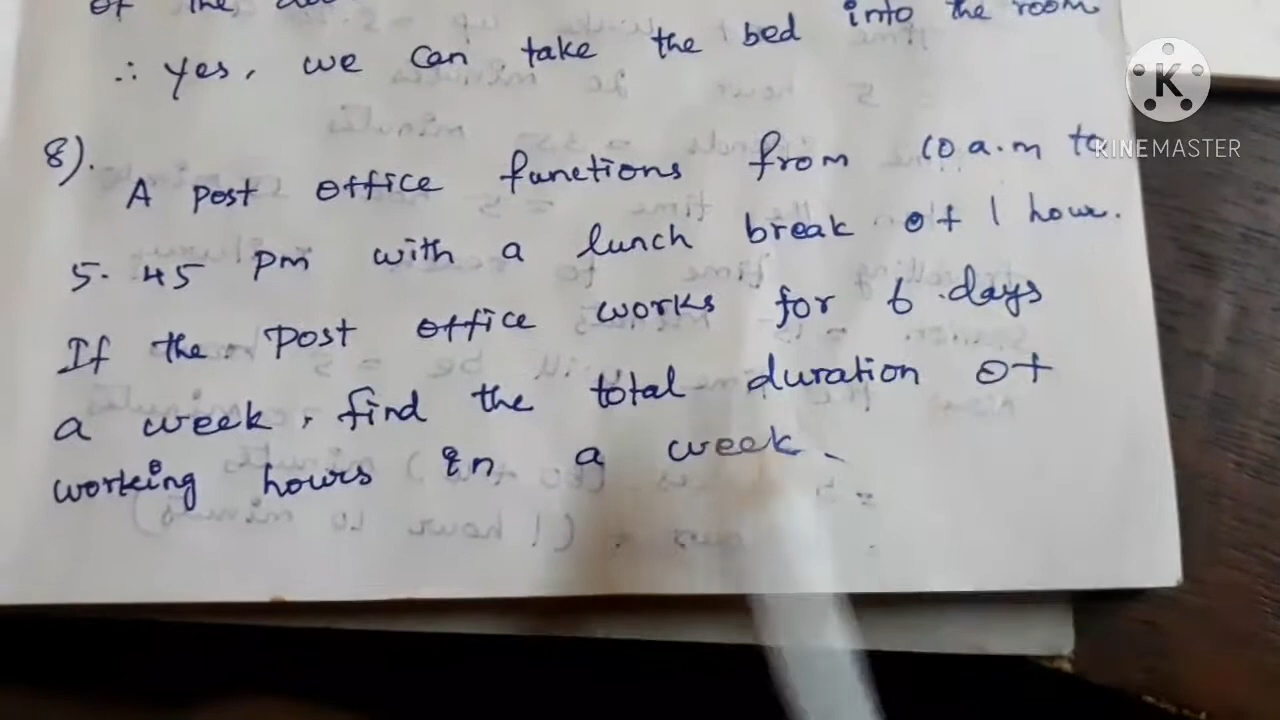 of the
∴ yes, we can take the bed into the room
8). A post office functions from 10 a.m to
5.45 pm with a lunch break of 1 hour.
If the post office works for 6 days
a week, find the total duration of
working hours in a week.
K
KINEMASTER